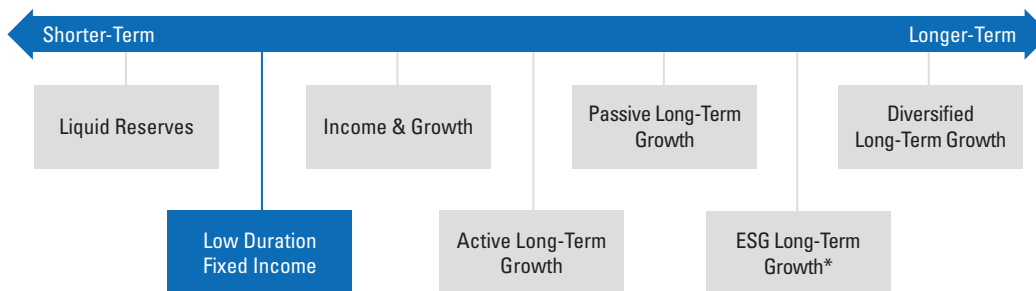 Shorter-Term
Longer-Term
Liquid Reserves
Income & Growth
Passive Long-Term
Growth
Diversified
Long-Term Growth
Low Duration
Fixed Income
Active Long-Term
Growth
ESG Long-Term
Growth*